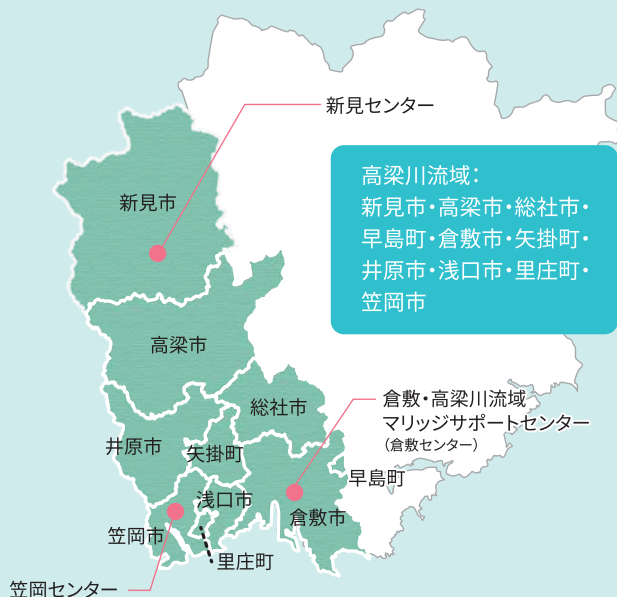 新見センター
新見市
高梁川流域：
新見市・高梁市・総社市・
早島町・倉敷市・矢掛町・
井原市・浅口市・里庄町・
笠岡市
高梁市
総社市
倉敷・高梁川流域
マリッジサポートセンター
（倉敷センター）
井原市
矢掛町
早島町
浅口市
倉敷市
笠岡市
里庄町
笠岡センター